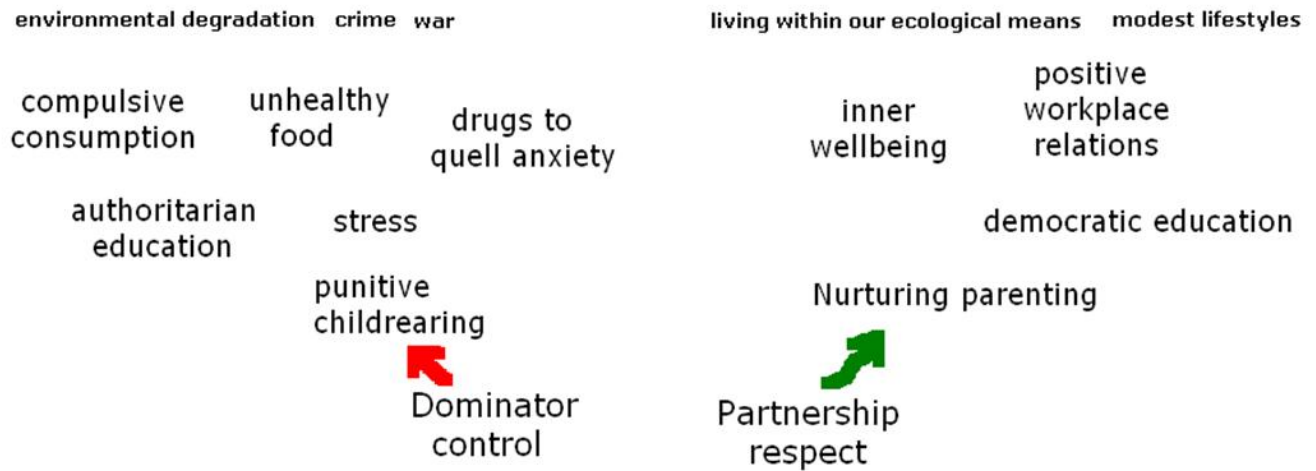 environmental degradation crime war
living within our ecological means modest lifestyles
compulsive
consumption
unhealthy
food
drugs to
quell anxiety
inner
wellbeing
positive
workplace
relations
authoritarian
education
stress
democratic education
punitive
childrearing
Nurturing parenting
Dominator
control
Partnership
respect